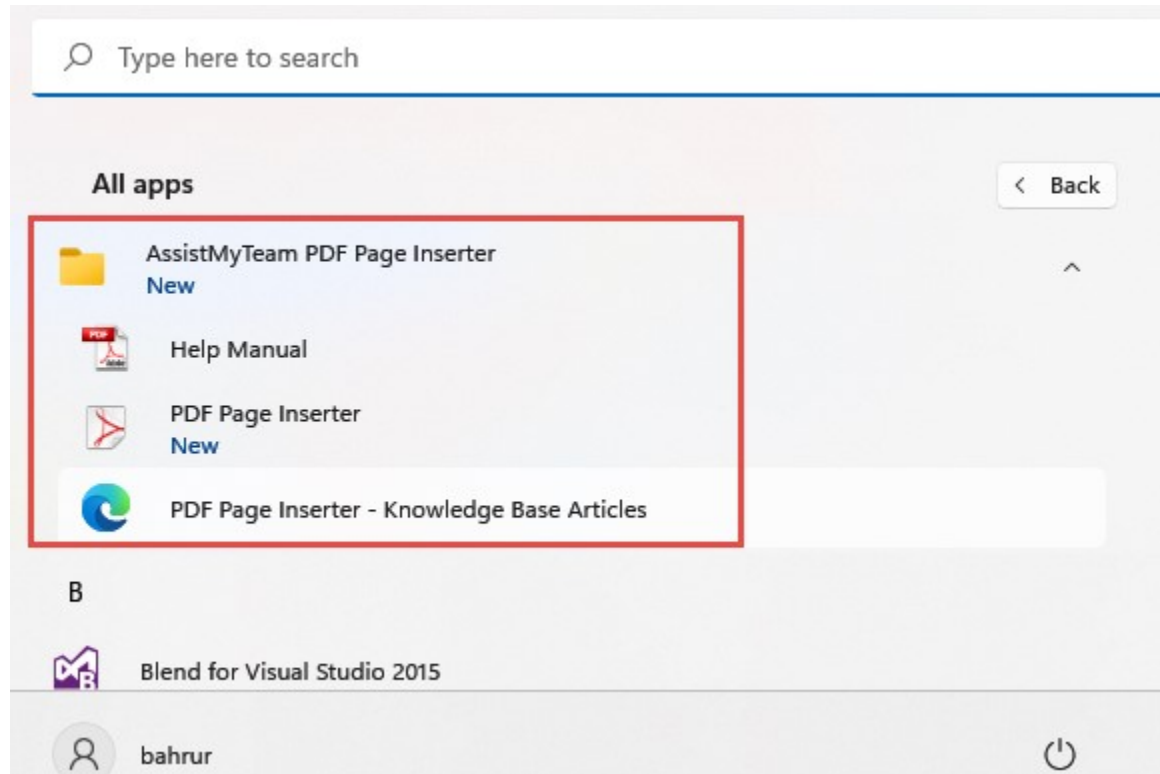 Type here to search
All apps
Back
AssistMyTeam PDF Page Inserter
New
Help Manual
PDF Page Inserter
New
PDF Page Inserter - Knowledge Base Articles
B
Blend for Visual Studio 2015
bahrur